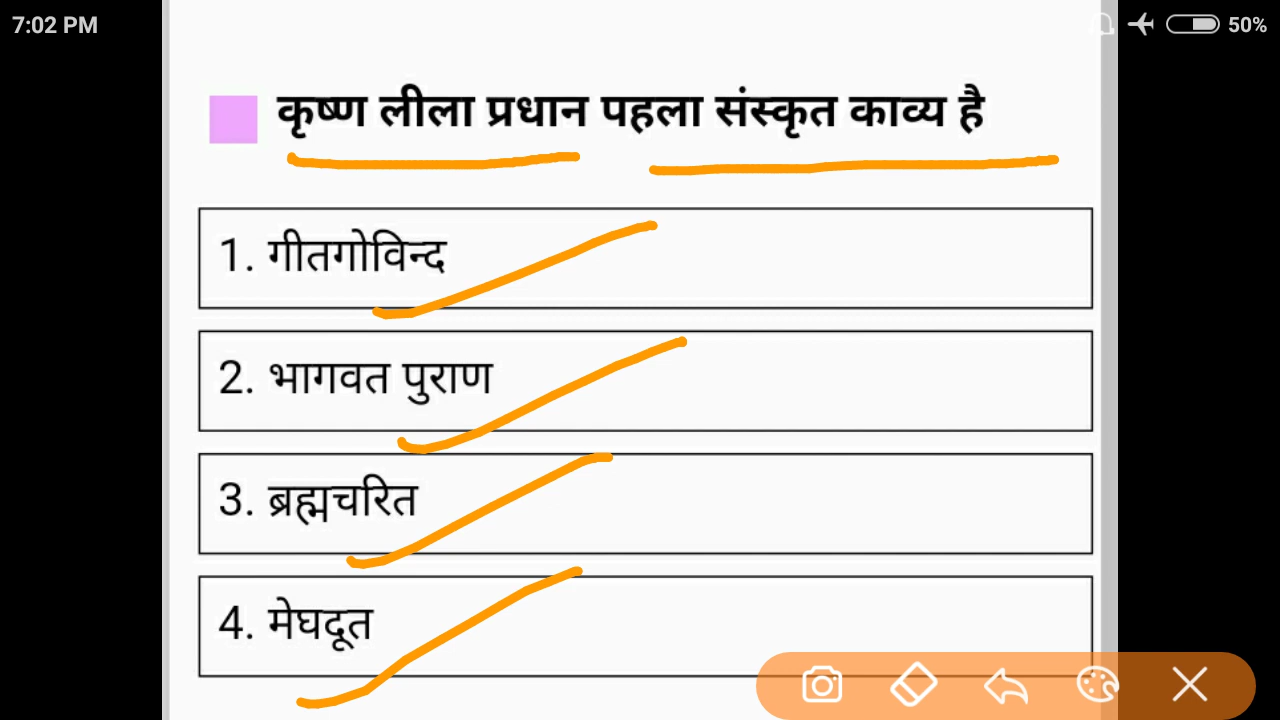 7:02 PM
50%
कृष्ण लीला प्रधान पहला संस्कृत काव्य है
1. गीतगोविन्द
2. भागवत पुराण
3. ब्रह्मचरित
4. मेघदूत